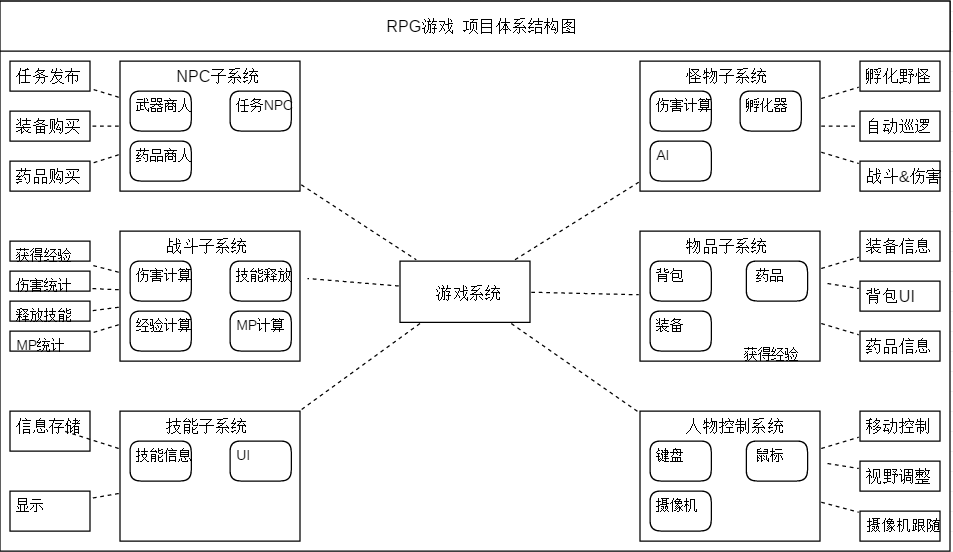 RPG游戏 项目体系结构图
任务发布
装备购买
药品购买
NPC子系统
武器商人
任务NPC
药品商人
怪物子系统
伤害计算
孵化器
AI
孵化野怪
自动巡逻
战斗&伤害
获得经验
伤害统计
释放技能
MP统计
战斗子系统
伤害计算
技能释放
经验计算
MP计算
游戏系统
物品子系统
背包
药品
装备
获得经验
装备信息
背包UI
药品信息
信息存储
显示
技能子系统
技能信息
UI
人物控制系统
键盘
鼠标
摄像机
移动控制
视野调整
摄像机跟随